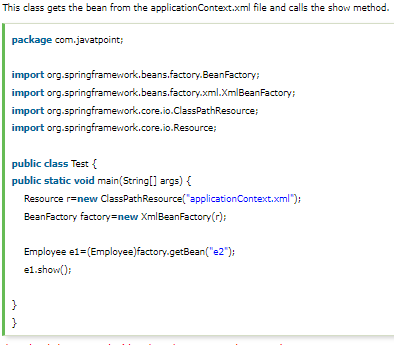 This class gets the bean from the applicationContext.xml file and calls the show method.
package com.javatpoint;
import org.springframework.beans.factory.BeanFactory;
import org.springframework.beans.factory.xml.XmlBeanFactory;
import org.springframework.core.io.ClassPathResource;
import org.springframework.core.io.Resource;
public class Test {
public static void main(String[] args) {
Resource r=new ClassPathResource("applicationContext.xml");
BeanFactory factory=new XmlBeanFactory(r);
Employee e1=(Employee)factory.getBean("e2");
e1.show();
}
}